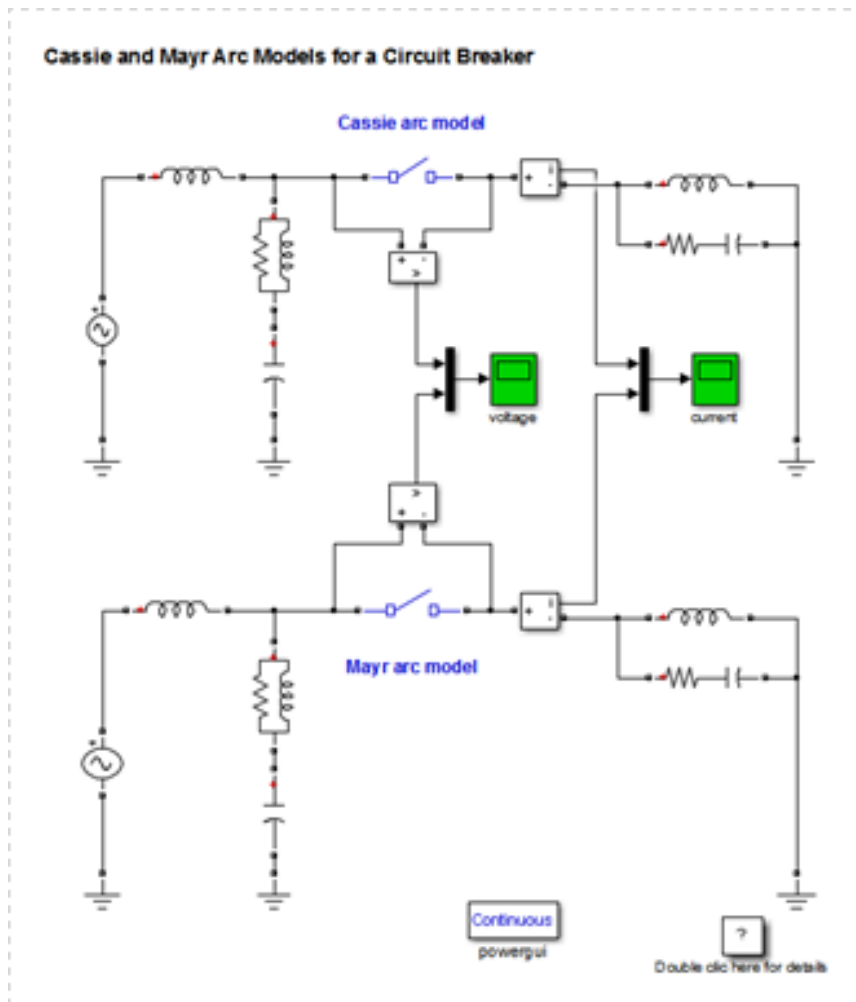 Cassie and Mayr Arc Models for a Circuit Breaker
Cassie arc model
+
i
-
+ -
v
+
voltage
current
v
+ -
+
i
-
Mayr arc model
+
Continuous
powergui
?
Double clic here for details